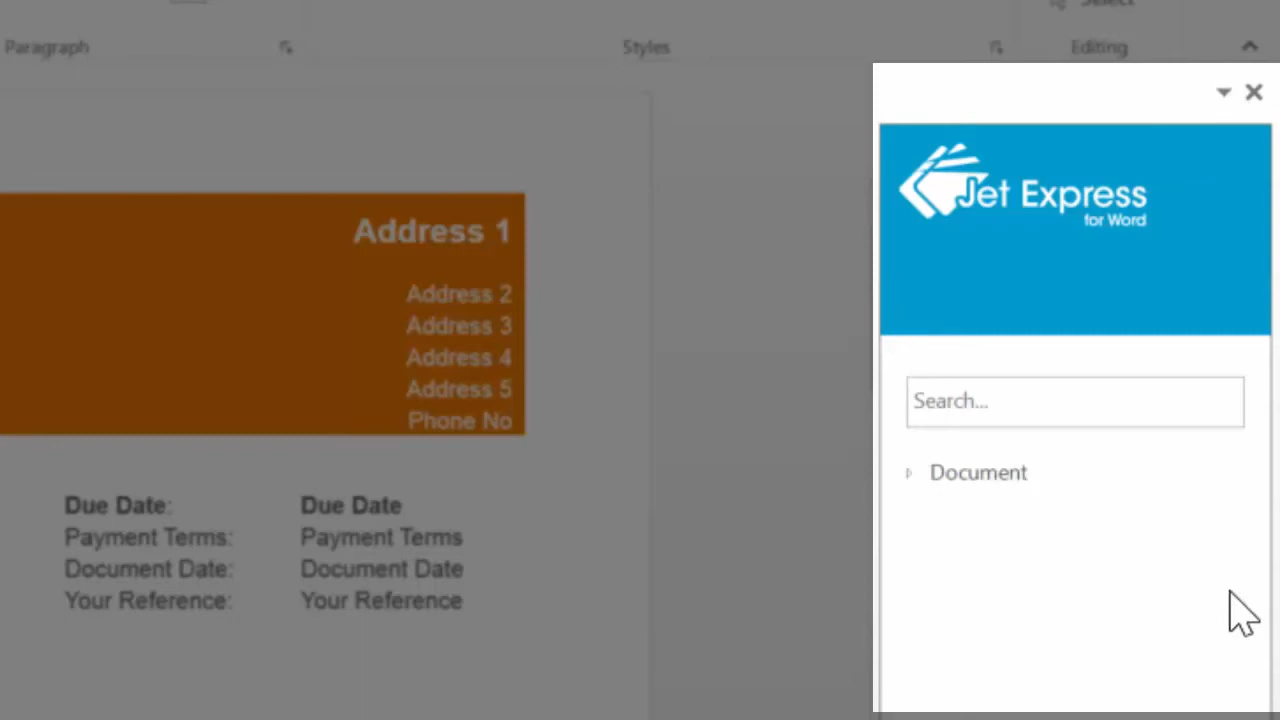 Select
Paragraph
Styles
Editing
Jet Express
for Word
Address 1
Address 2
Address 3
Address 4
Address 5
Phone No
Search...
Document
Due Date: Due Date
Payment Terms: Payment Terms
Document Date: Document Date
Your Reference: Your Reference